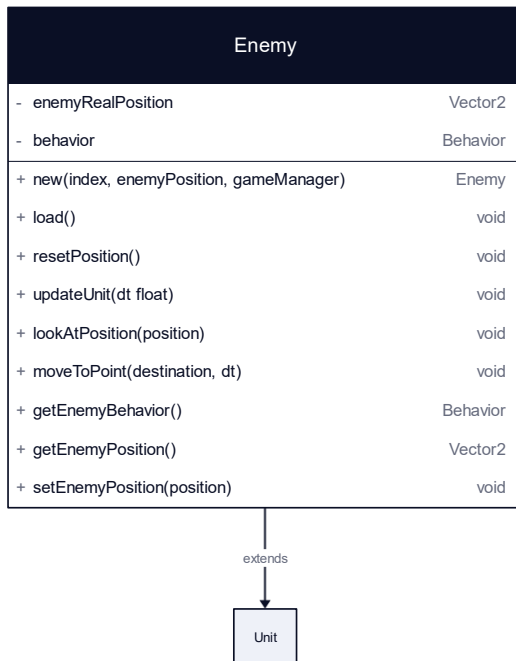 Enemy
- enemyRealPosition Vector2
- behavior Behavior
+ new(index, enemyPosition, gameManager) Enemy
+ load() void
+ resetPosition() void
+ updateUnit(dt float) void
+ lookAtPosition(position) void
+ moveToPoint(destination, dt) void
+ getEnemyBehavior() Behavior
+ getEnemyPosition() Vector2
+ setEnemyPosition(position) void
extends
Unit